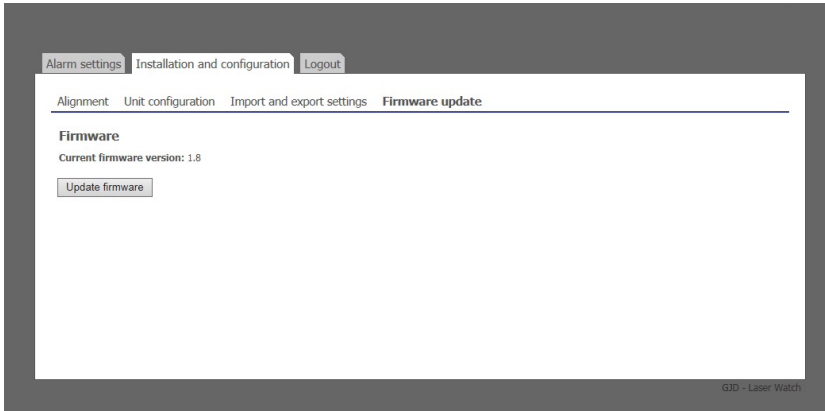 Alarm settings Installation and configuration Logout
Alignment Unit configuration Import and export settings Firmware update
Firmware
Current firmware version: 1.8
Update firmware
GJD - Laser Watch